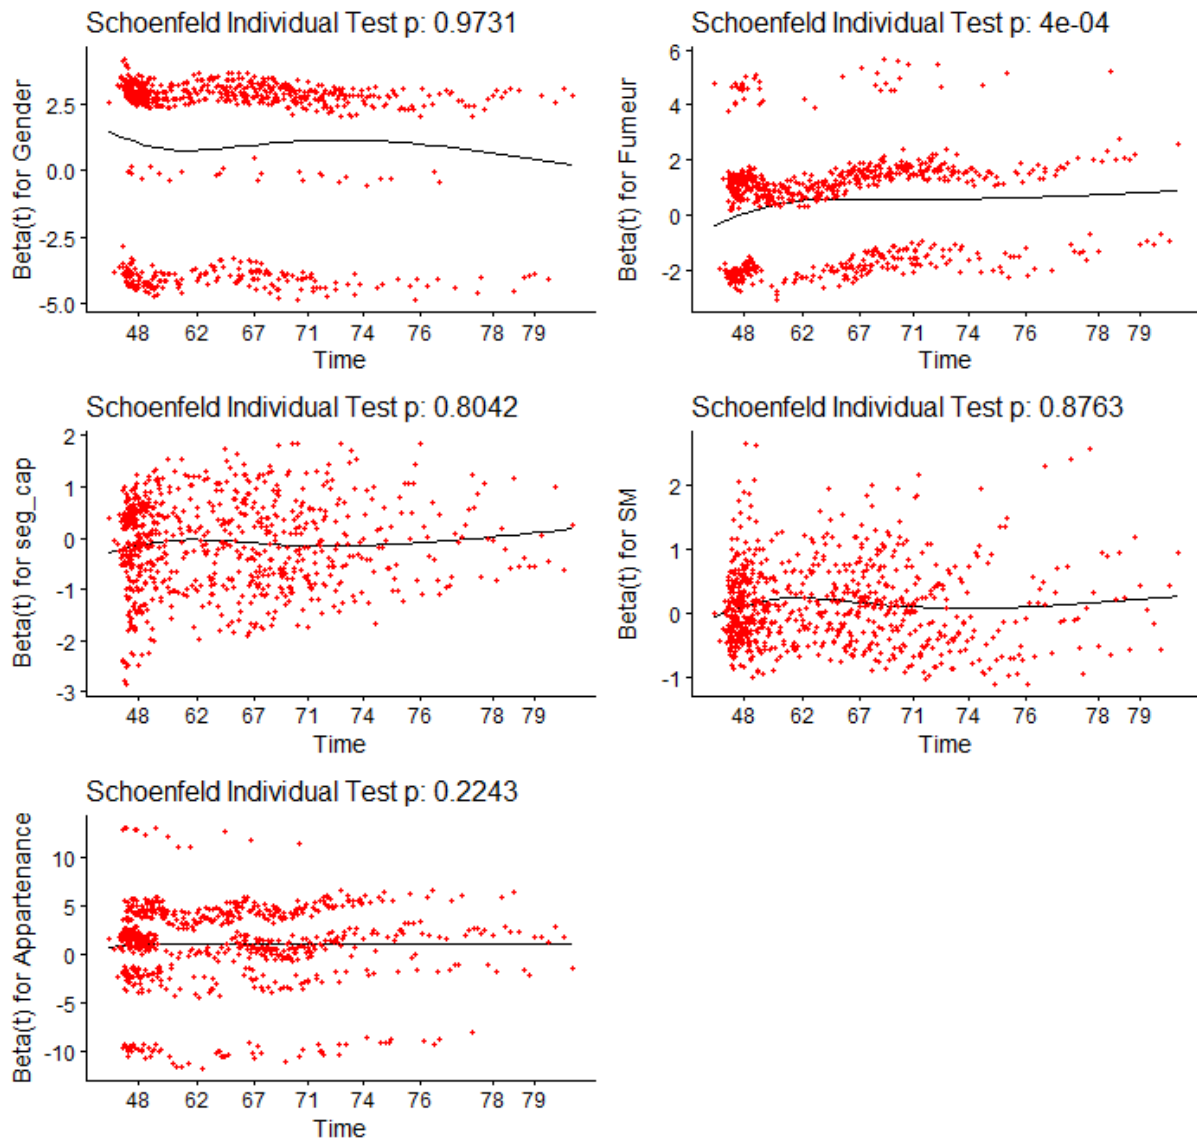 Schoenfeld Individual Test p: 0.9731
Beta(t) for Gender
2.5
0.0
-2.5
-5.0
48 62 67 71 74 76 78 79
Time
Schoenfeld Individual Test p: 4e-04
Beta(t) for Fumeur
6
4
2
0
-2
48 62 67 71 74 76 78 79
Time
Schoenfeld Individual Test p: 0.8042
Beta(t) for seg_cap
2
1
0
-1
-2
-3
48 62 67 71 74 76 78 79
Time
Schoenfeld Individual Test p: 0.8763
Beta(t) for SM
2
1
0
-1
48 62 67 71 74 76 78 79
Time
Schoenfeld Individual Test p: 0.2243
Beta(t) for Appartenance
10
5
0
-5
-10
48 62 67 71 74 76 78 79
Time